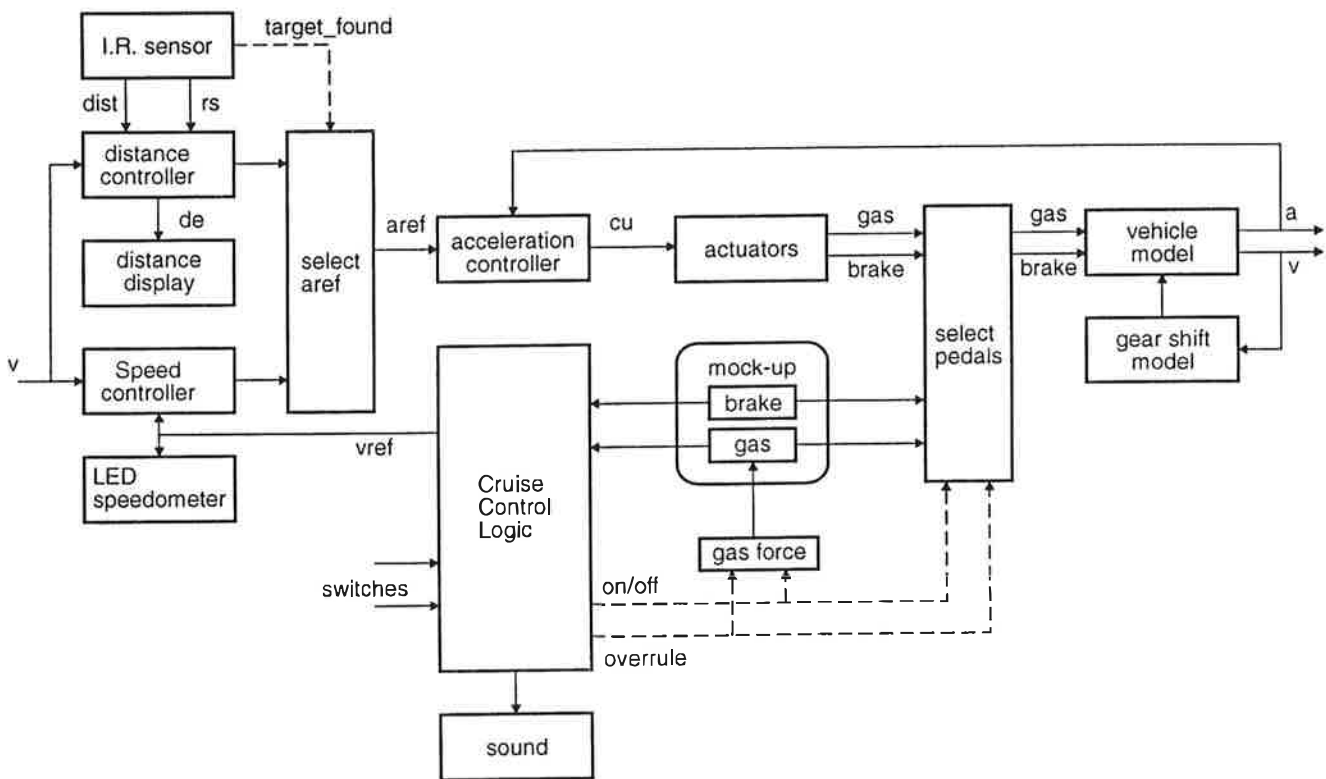 I.R. sensor
target_found
dist
rs
distance
controller
de
distance
display
v
Speed
controller
LED
speedometer
select
aref
aref
acceleration
controller
cu
actuators
gas
brake
select
pedals
gas
brake
vehicle
model
a
v
gear shift
model
mock-up
brake
gas
gas force
vref
Cruise
Control
Logic
switches
on/off
overrule
sound